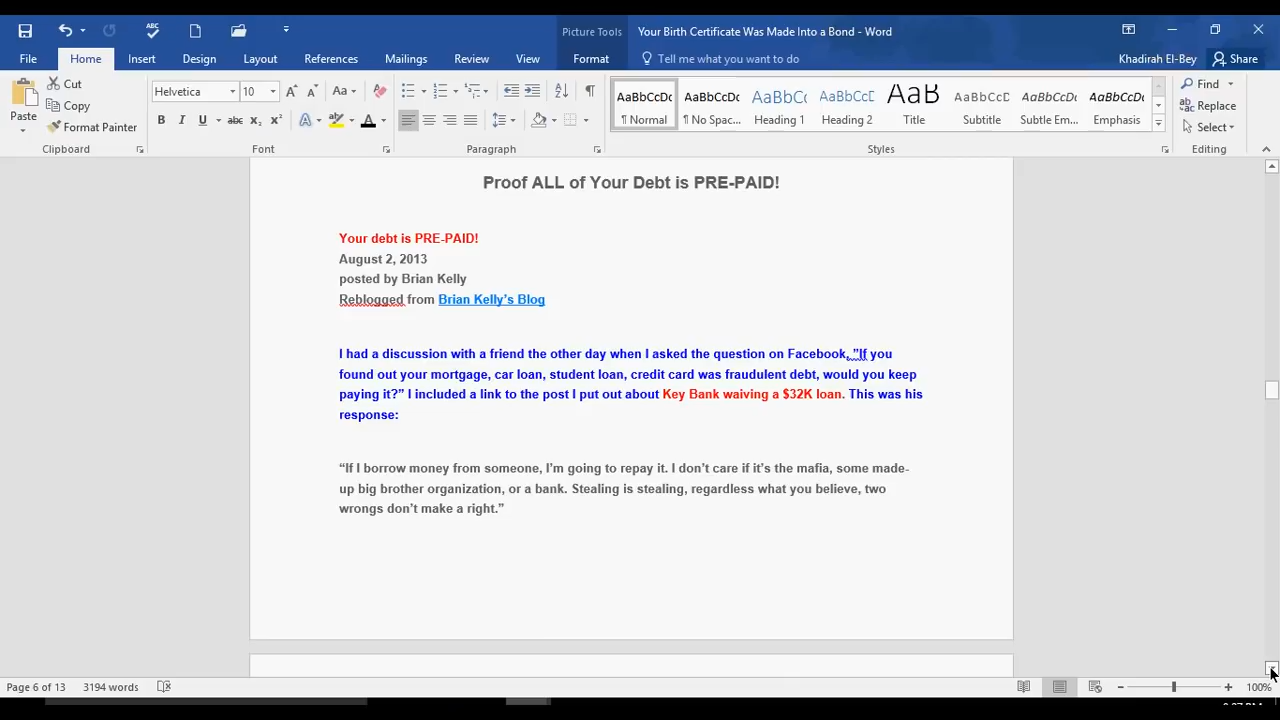 Picture Tools
Your Birth Certificate Was Made Into a Bond - Word
File
Home
Insert
Design
Layout
References
Mailings
Review
View
Format
Tell me what you want to do
Khadirah El-Bey
Share
Paste
Cut
Copy
Format Painter
Clipboard
Helvetica
10
Aa
B I U abc x₂ x²
A
A
Font
Paragraph
AaBbCcDc
¶ Normal
AaBbCcDc
¶ No Spac...
AaBbCc
Heading 1
AaBbCcD
Heading 2
AaB
Title
AaBbCcD
Subtitle
AaBbCcDc
Subtle Em...
AaBbCcDc
Emphasis
Styles
Find
Replace
Select
Editing
Proof ALL of Your Debt is PRE-PAID!
Your debt is PRE-PAID!
August 2, 2013
posted by Brian Kelly
Reblogged from Brian Kelly’s Blog
I had a discussion with a friend the other day when I asked the question on Facebook, ”If you
found out your mortgage, car loan, student loan, credit card was fraudulent debt, would you keep
paying it?” I included a link to the post I put out about Key Bank waiving a $32K loan. This was his
response:
“If I borrow money from someone, I’m going to repay it. I don’t care if it’s the mafia, some made-
up big brother organization, or a bank. Stealing is stealing, regardless what you believe, two
wrongs don’t make a right.”
Page 6 of 13
3194 words
100%